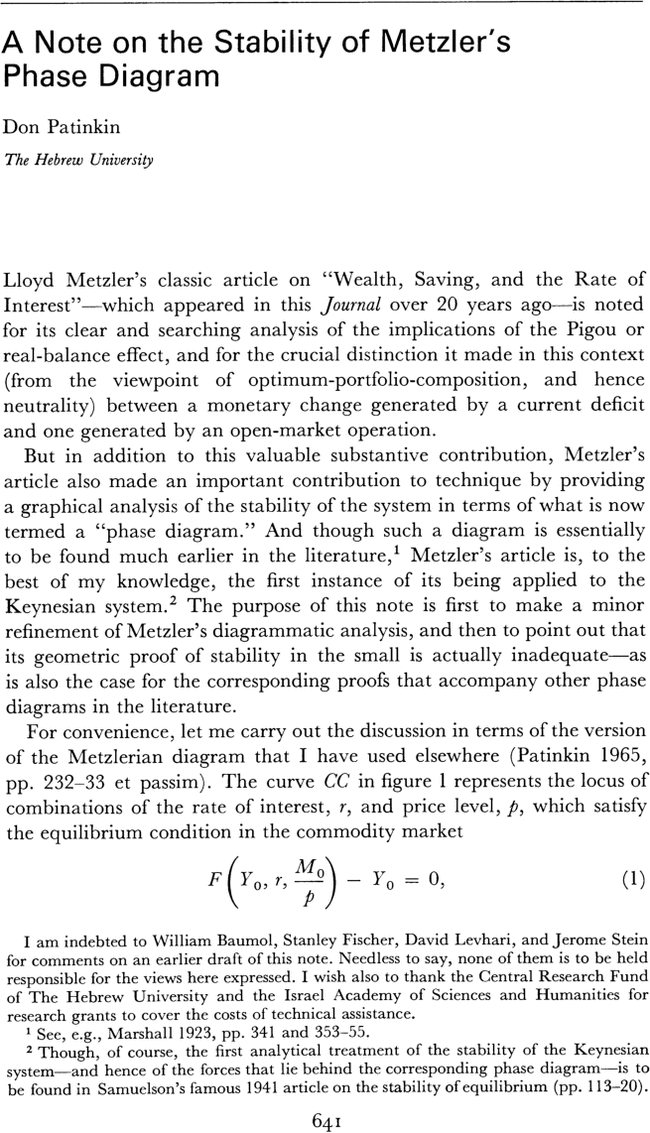 A Note on the Stability of Metzler's
Phase Diagram
Don Patinkin
The Hebrew University
Lloyd Metzler's classic article on “Wealth, Saving, and the Rate of
Interest”—which appeared in this Journal over 20 years ago—is noted
for its clear and searching analysis of the implications of the Pigou or
real-balance effect, and for the crucial distinction it made in this context
(from the viewpoint of optimum-portfolio-composition, and hence
neutrality) between a monetary change generated by a current deficit
and one generated by an open-market operation.
But in addition to this valuable substantive contribution, Metzler's
article also made an important contribution to technique by providing
a graphical analysis of the stability of the system in terms of what is now
termed a “phase diagram.” And though such a diagram is essentially
to be found much earlier in the literature,¹ Metzler's article is, to the
best of my knowledge, the first instance of its being applied to the
Keynesian system.² The purpose of this note is first to make a minor
refinement of Metzler's diagrammatic analysis, and then to point out that
its geometric proof of stability in the small is actually inadequate—as
is also the case for the corresponding proofs that accompany other phase
diagrams in the literature.
For convenience, let me carry out the discussion in terms of the version
of the Metzlerian diagram that I have used elsewhere (Patinkin 1965,
pp. 232–33 et passim). The curve CC in figure 1 represents the locus of
combinations of the rate of interest, r, and price level, p, which satisfy
the equilibrium condition in the commodity market
F(Y₀, r, M₀/p) − Y₀ = 0, (1)
I am indebted to William Baumol, Stanley Fischer, David Levhari, and Jerome Stein
for comments on an earlier draft of this note. Needless to say, none of them is to be held
responsible for the views here expressed. I wish also to thank the Central Research Fund
of The Hebrew University and the Israel Academy of Sciences and Humanities for
research grants to cover the costs of technical assistance.
¹ See, e.g., Marshall 1923, pp. 341 and 353–55.
² Though, of course, the first analytical treatment of the stability of the Keynesian
system—and hence of the forces that lie behind the corresponding phase diagram—is to
be found in Samuelson's famous 1941 article on the stability of equilibrium (pp. 113–20).
641